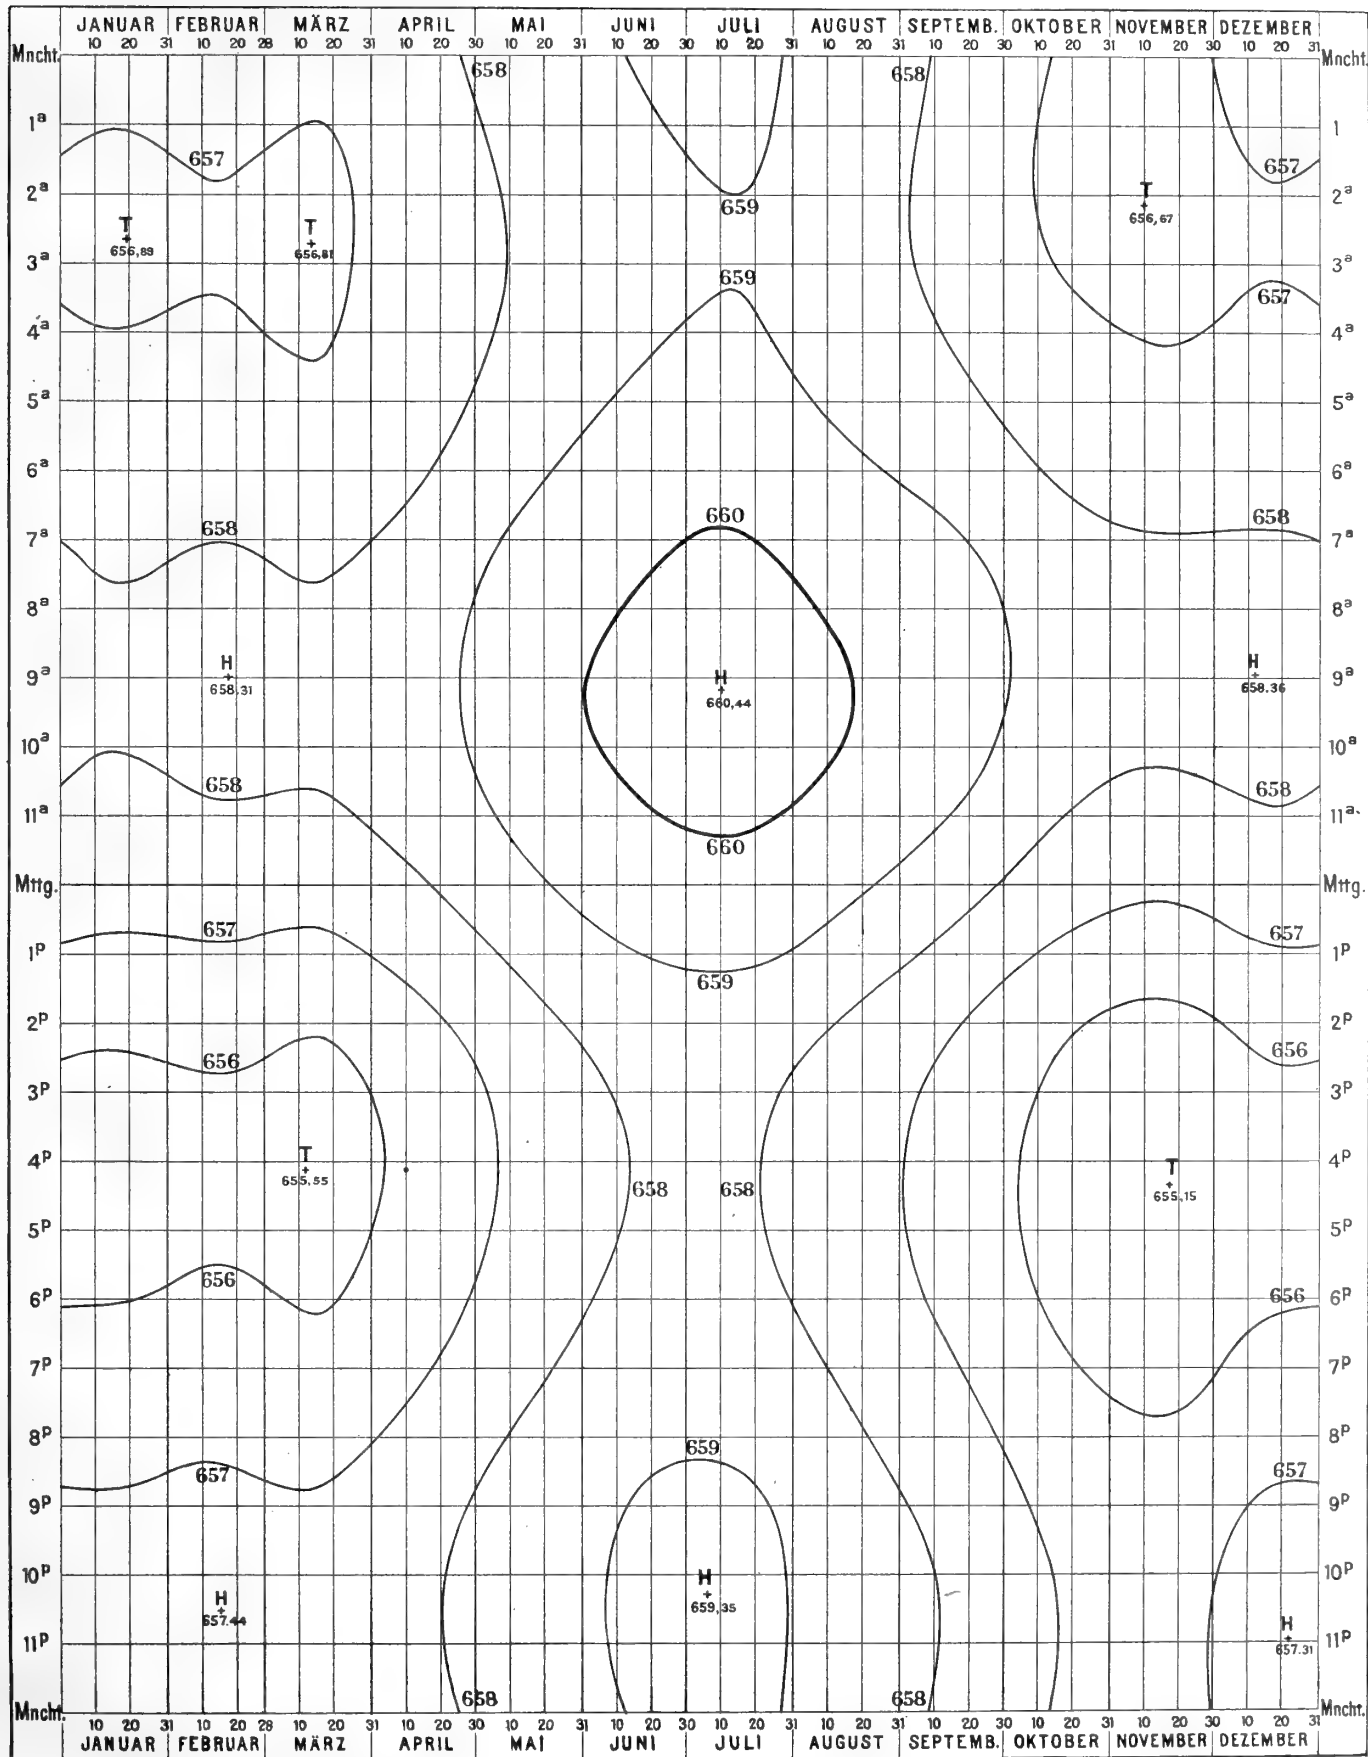 JANUAR FEBRUAR MÄRZ APRIL MAI JUNI JULI AUGUST SEPTEMB. OKTOBER NOVEMBER DEZEMBER
10 20 31 10 20 28 10 20 31 10 20 30 10 20 31 10 20 30 10 20 31 10 20 31 10 20 30 10 20 31 10 20 30 10 20 31
Mncht. 658 658 Mncht.
1ª 1
657 657
2ª 659 T 2ª
T T 656,67
656,89 656,81
3ª 3ª
659 657
4ª 4ª
5ª 5ª
6ª 6ª
658 660 658
7ª 7ª
8ª 8ª
H H H
9ª 9ª
658,31 660,44 658.36
10ª 10ª
658 658
11ª 11ª.
660
Mttg. Mttg.
657 657
1P 659 1P
2P 2P
656 656
3P 3P
T T
4P 4P
655,55 658 658 655,15
5P 5P
656 656
6P 6P
7P 7P
8P 8P
659
657 657
9P 9P
10P H 10P
H 659,35
657.44 H
11P 11P
657.31
658 658
Mncht. Mncht.
10 20 31 10 20 28 10 20 31 10 20 30 10 20 31 10 20 30 10 20 31 10 20 31 10 20 30 10 20 31 10 20 30 10 20 31
JANUAR FEBRUAR MÄRZ APRIL MAI JUNI JULI AUGUST SEPTEMB. OKTOBER NOVEMBER DEZEMBER